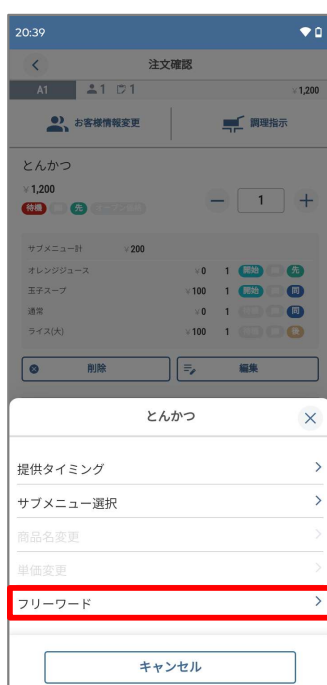 20:39
注文確認
A1 1 1 ¥1,200
お客様情報変更 調理指示
とんかつ
¥1,200
1
待機 先
サブメニュー計 ¥200
オレンジジュース ¥0 1 開始 先
玉子スープ ¥100 1 開始 同
通常 ¥0 1 同
ライス(大) ¥100 1 後
削除 編集
とんかつ
提供タイミング
サブメニュー選択
商品名変更
単価変更
フリーワード
キャンセル